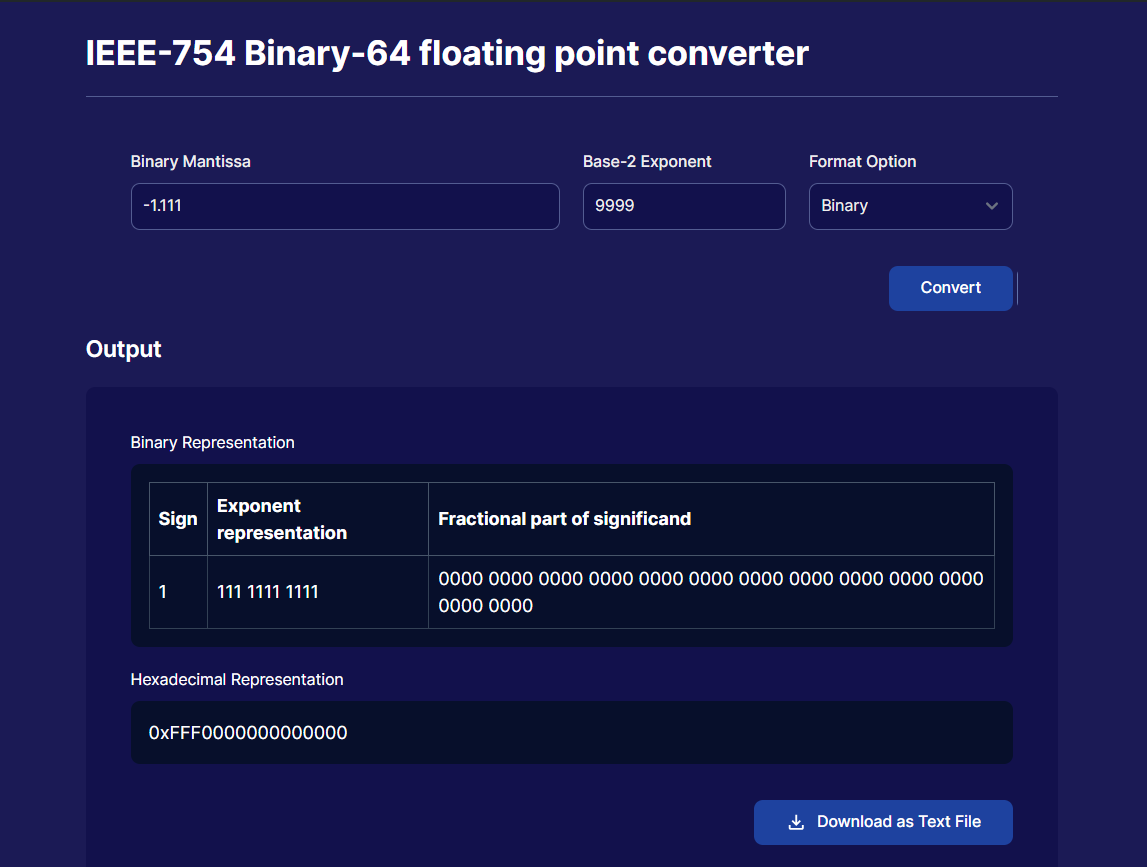 IEEE-754 Binary-64 floating point converter
Binary Mantissa
Base-2 Exponent
Format Option
-1.111
9999
Binary
Convert
Output
Binary Representation
Sign
Exponent
representation
Fractional part of significand
1
111 1111 1111
0000 0000 0000 0000 0000 0000 0000 0000 0000 0000 0000
0000 0000
Hexadecimal Representation
0xFFF0000000000000
Download as Text File